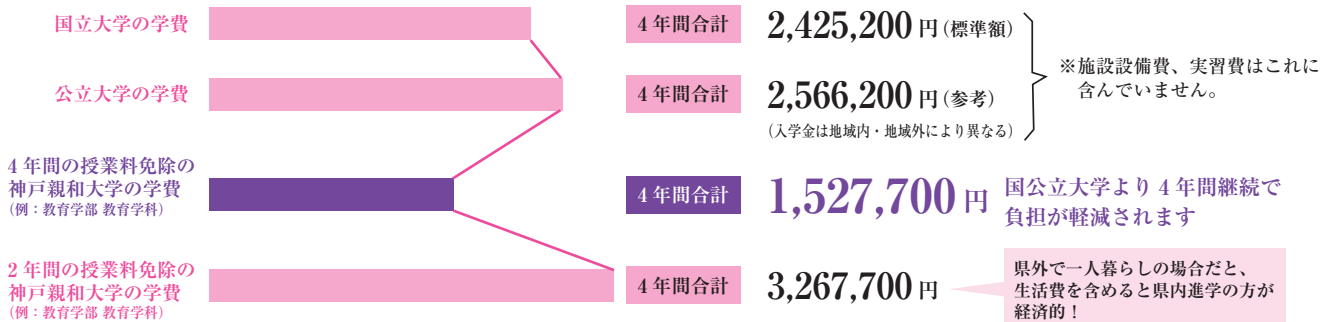 国立大学の学費
4年間合計
2,425,200円(標準額)
公立大学の学費
4年間合計
2,566,200円(参考)
(入学金は地域内・地域外により異なる)
※施設設備費、実習費はこれに
含んでいません。
4年間の授業料免除の
神戸親和大学の学費
(例:教育学部 教育学科)
4年間合計
1,527,700円
国公立大学より4年間継続で
負担が軽減されます
2年間の授業料免除の
神戸親和大学の学費
(例:教育学部 教育学科)
4年間合計
3,267,700円
県外で一人暮らしの場合だと、
生活費を含めると県内進学の方が
経済的!